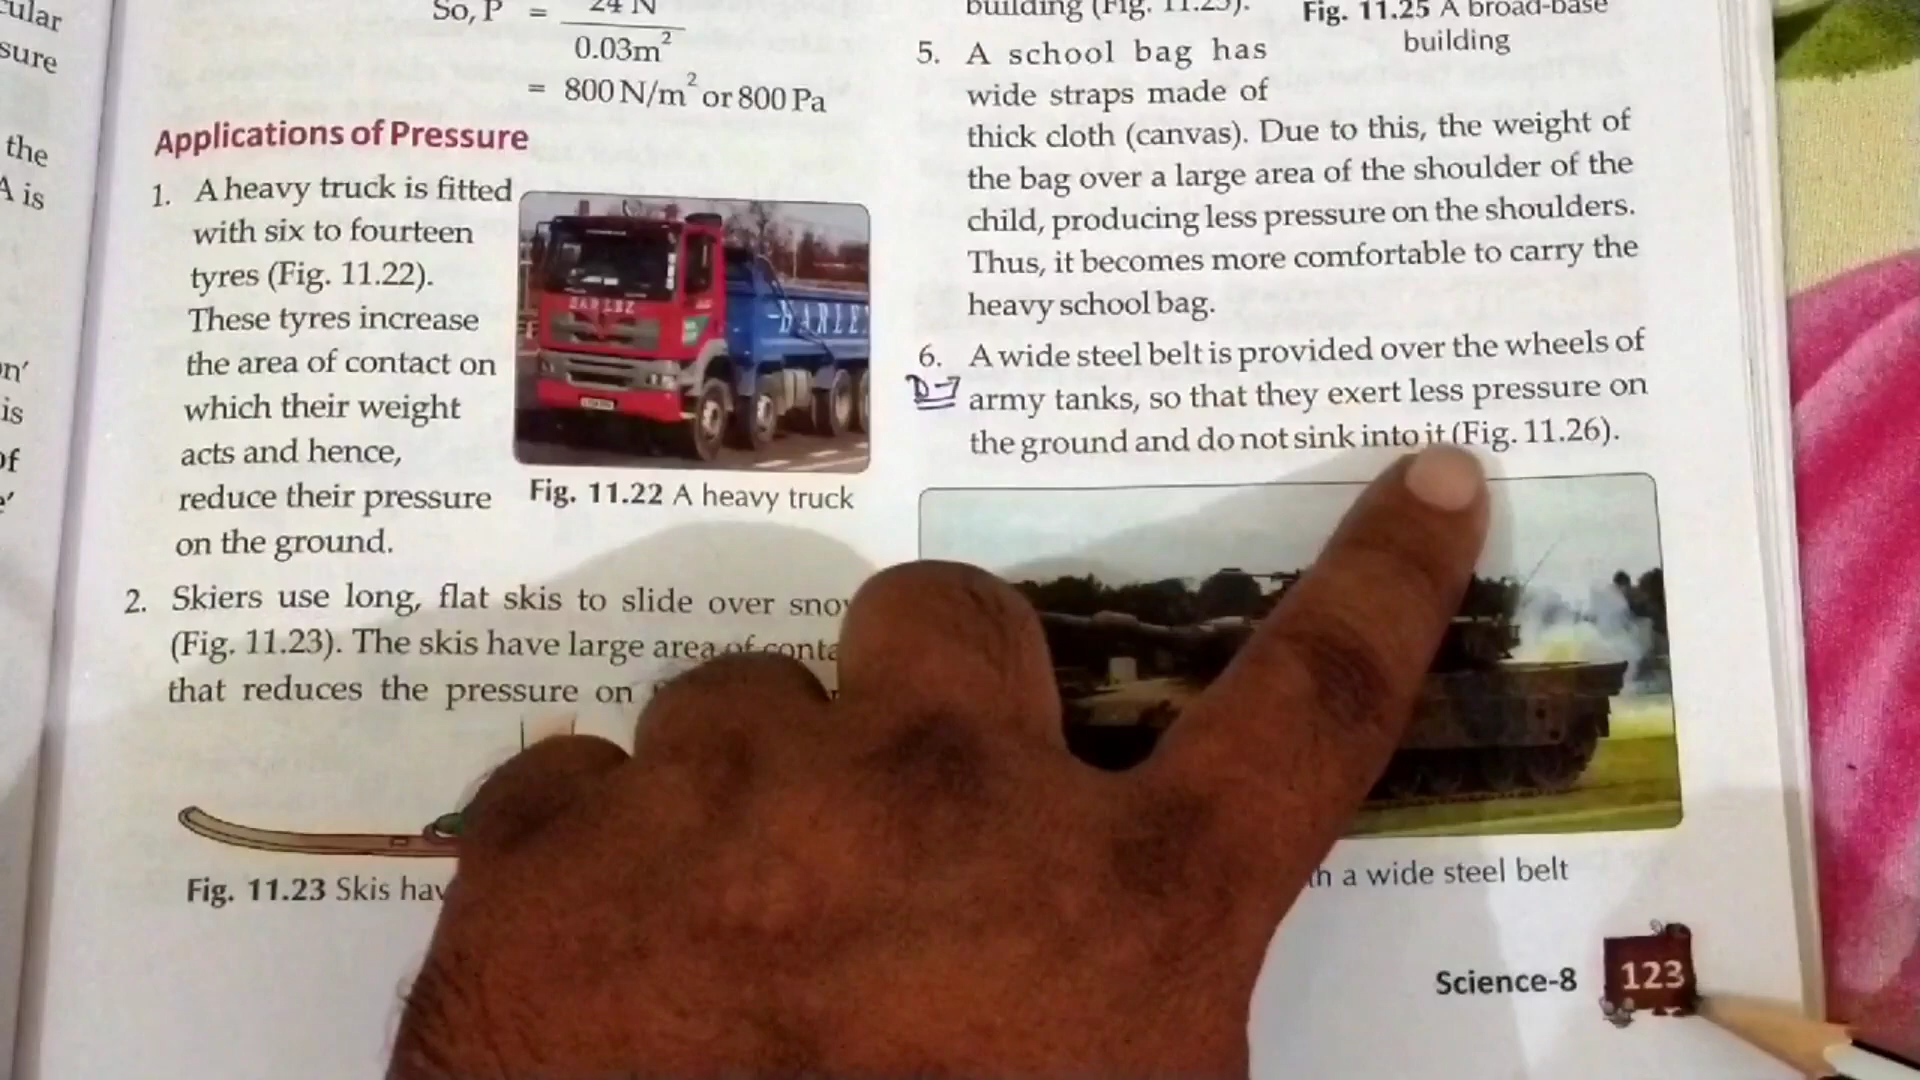 cular
sure
the
A is
is
of
So, P = 24 N
0.03m²
= 800 N/m² or 800 Pa
Applications of Pressure
1. A heavy truck is fitted
with six to fourteen
tyres (Fig. 11.22).
These tyres increase
the area of contact on
which their weight
acts and hence,
reduce their pressure
on the ground.
Fig. 11.22 A heavy truck
2. Skiers use long, flat skis to slide over
(Fig. 11.23). The skis have large area of
that reduces the pressure on
Fig. 11.23 Skis
building (Fig. 11.25).
Fig. 11.25 A broad-base
building
5. A school bag has
wide straps made of
thick cloth (canvas). Due to this, the weight of
the bag over a large area of the shoulder of the
child, producing less pressure on the shoulders.
Thus, it becomes more comfortable to carry the
heavy school bag.
6. A wide steel belt is provided over the wheels of
army tanks, so that they exert less pressure on
the ground and do not sink into it (Fig. 11.26).
a wide steel belt
Science-8 123